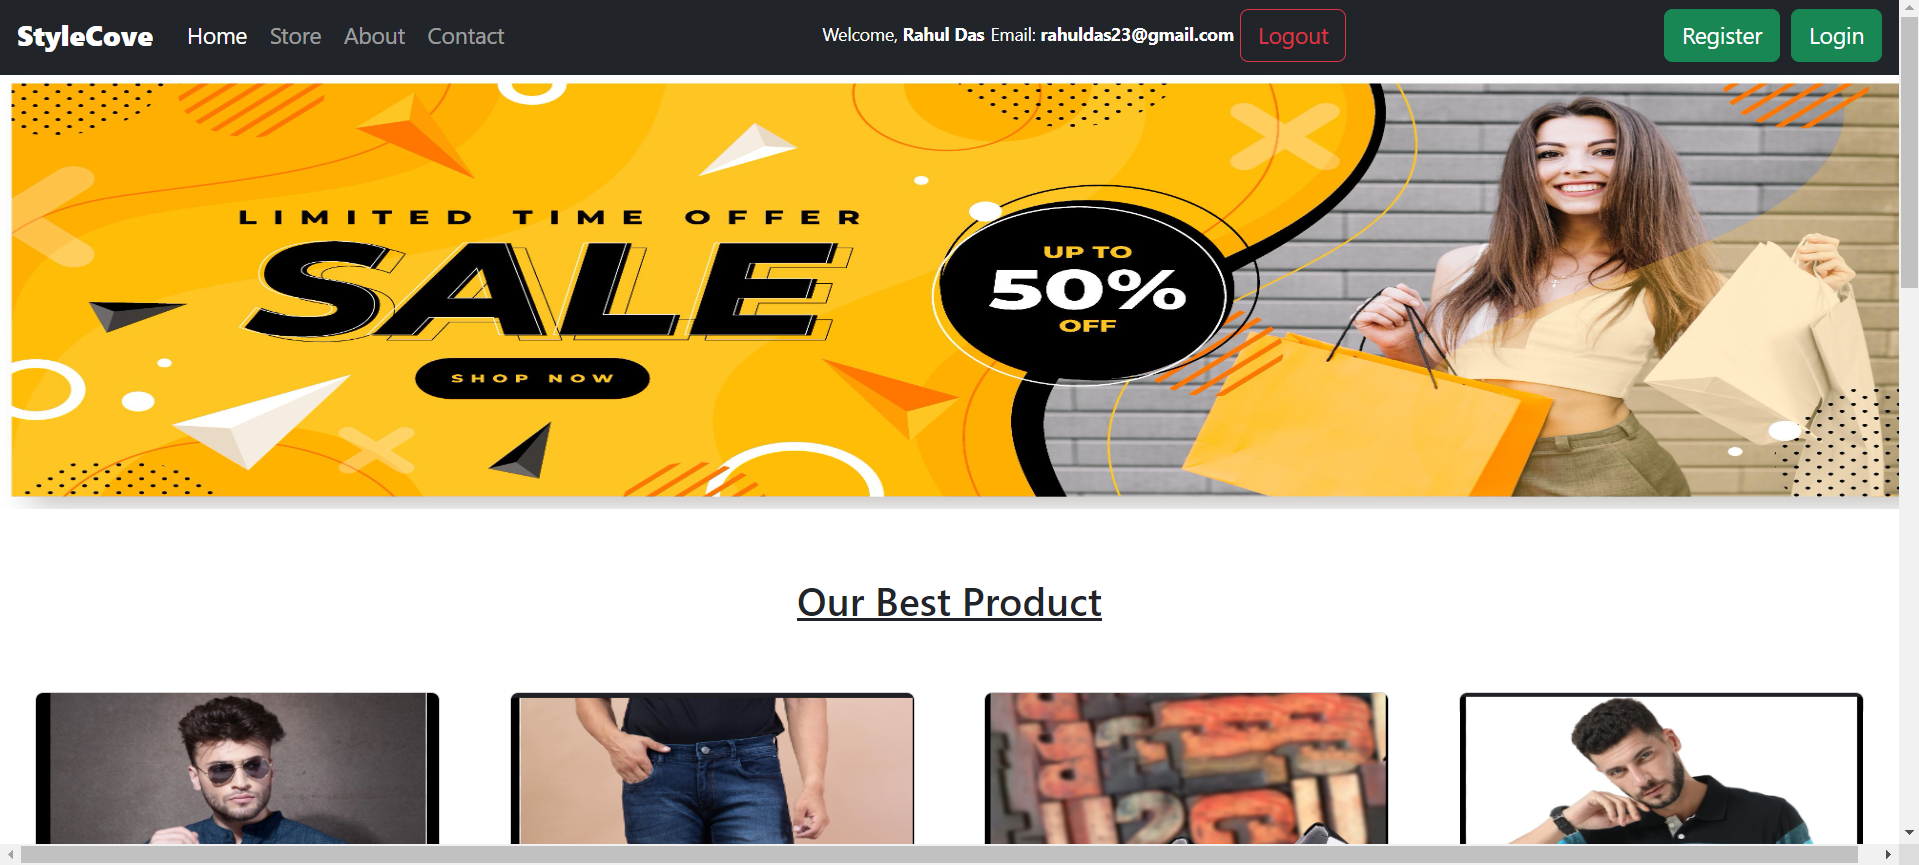 StyleCove Home Store About Contact Welcome, Rahul Das Email: rahuldas23@gmail.com Logout Register Login
LIMITED TIME OFFER
SALE
SHOP NOW
UP TO
50%
OFF
Our Best Product